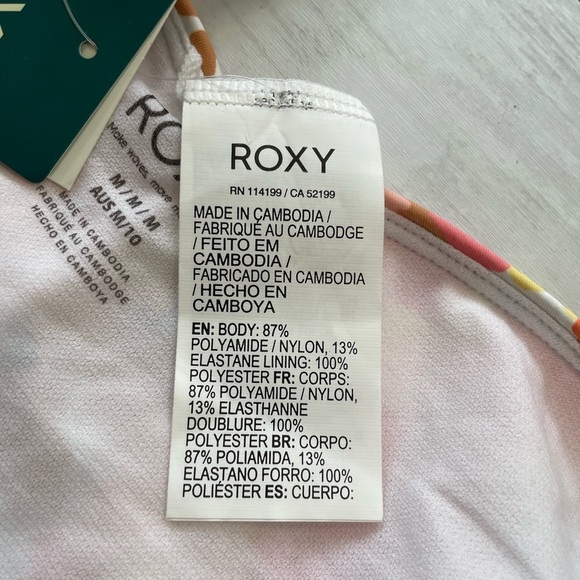 ROXY
RN 114199 / CA 52199
MADE IN CAMBODIA /
FABRIQUÉ AU CAMBODGE
/ FEITO EM
CAMBODIA /
FABRICADO EN CAMBODIA
/ HECHO EN
CAMBOYA
EN: BODY: 87%
POLYAMIDE / NYLON, 13%
ELASTANE LINING: 100%
POLYESTER FR: CORPS:
87% POLYAMIDE / NYLON,
13% ELASTHANNE
DOUBLURE: 100%
POLYESTER BR: CORPO:
87% POLIAMIDA, 13%
ELASTANO FORRO: 100%
POLIÉSTER ES: CUERPO:
ROX
Make waves, move
M / M / M
AUS M/10
MADE IN CAMBODIA
FABRIQUÉ AU CAMBODGE
HECHO EN CAMBOYA